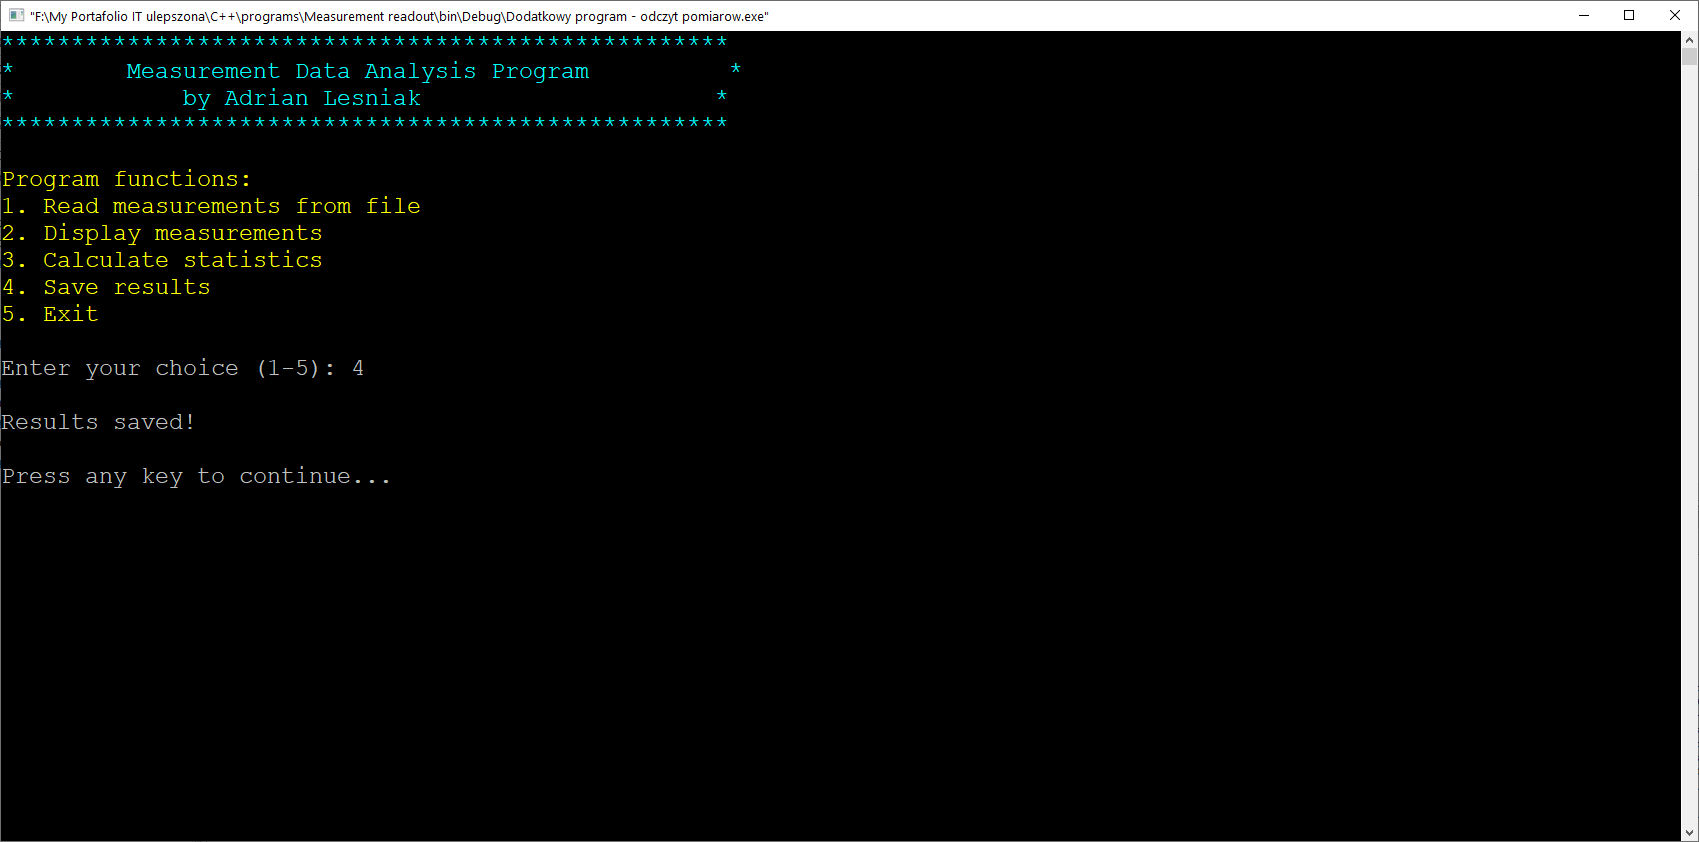 "F:\My Portafolio IT ulepszona\C++\programs\Measurement readout\bin\Debug\Dodatkowy program - odczyt pomiarow.exe"
****************************************************
*        Measurement Data Analysis Program          *
*            by Adrian Lesniak                     *
****************************************************
Program functions:
1. Read measurements from file
2. Display measurements
3. Calculate statistics
4. Save results
5. Exit
Enter your choice (1-5): 4
Results saved!
Press any key to continue...